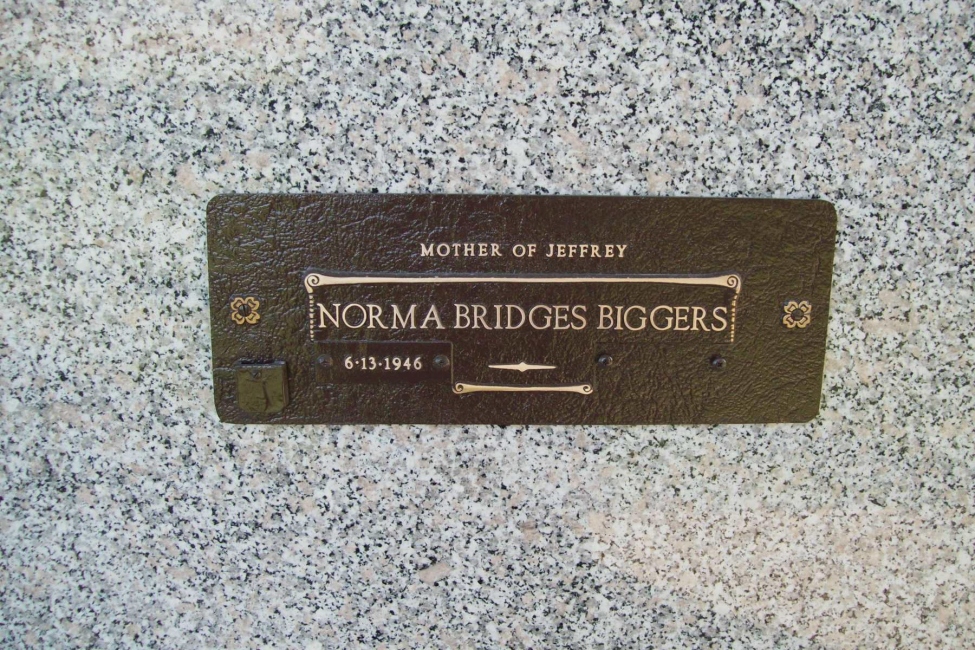 MOTHER OF JEFFREY
NORMA BRIDGES BIGGERS
6·13·1946